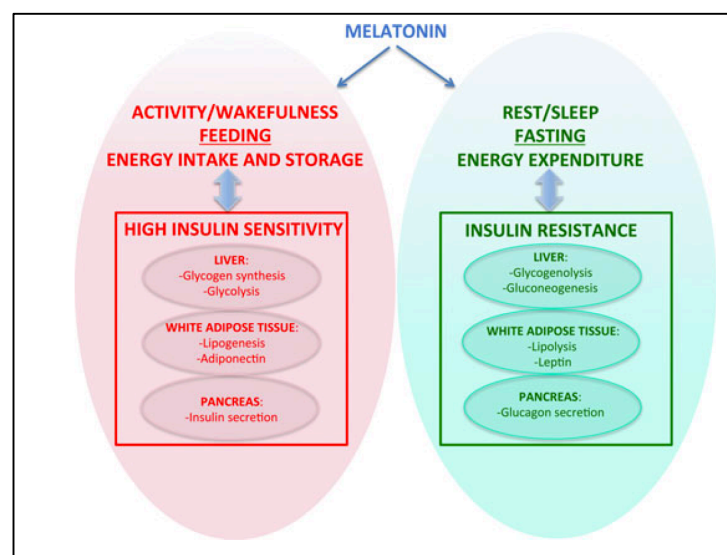 MELATONIN
ACTIVITY/WAKEFULNESS
FEEDING
ENERGY INTAKE AND STORAGE
HIGH INSULIN SENSITIVITY
LIVER:
-Glycogen synthesis
-Glycolysis
WHITE ADIPOSE TISSUE:
-Lipogenesis
-Adiponectin
PANCREAS:
-Insulin secretion
REST/SLEEP
FASTING
ENERGY EXPENDITURE
INSULIN RESISTANCE
LIVER:
-Glycogenolysis
-Gluconeogenesis
WHITE ADIPOSE TISSUE:
-Lipolysis
-Leptin
PANCREAS:
-Glucagon secretion